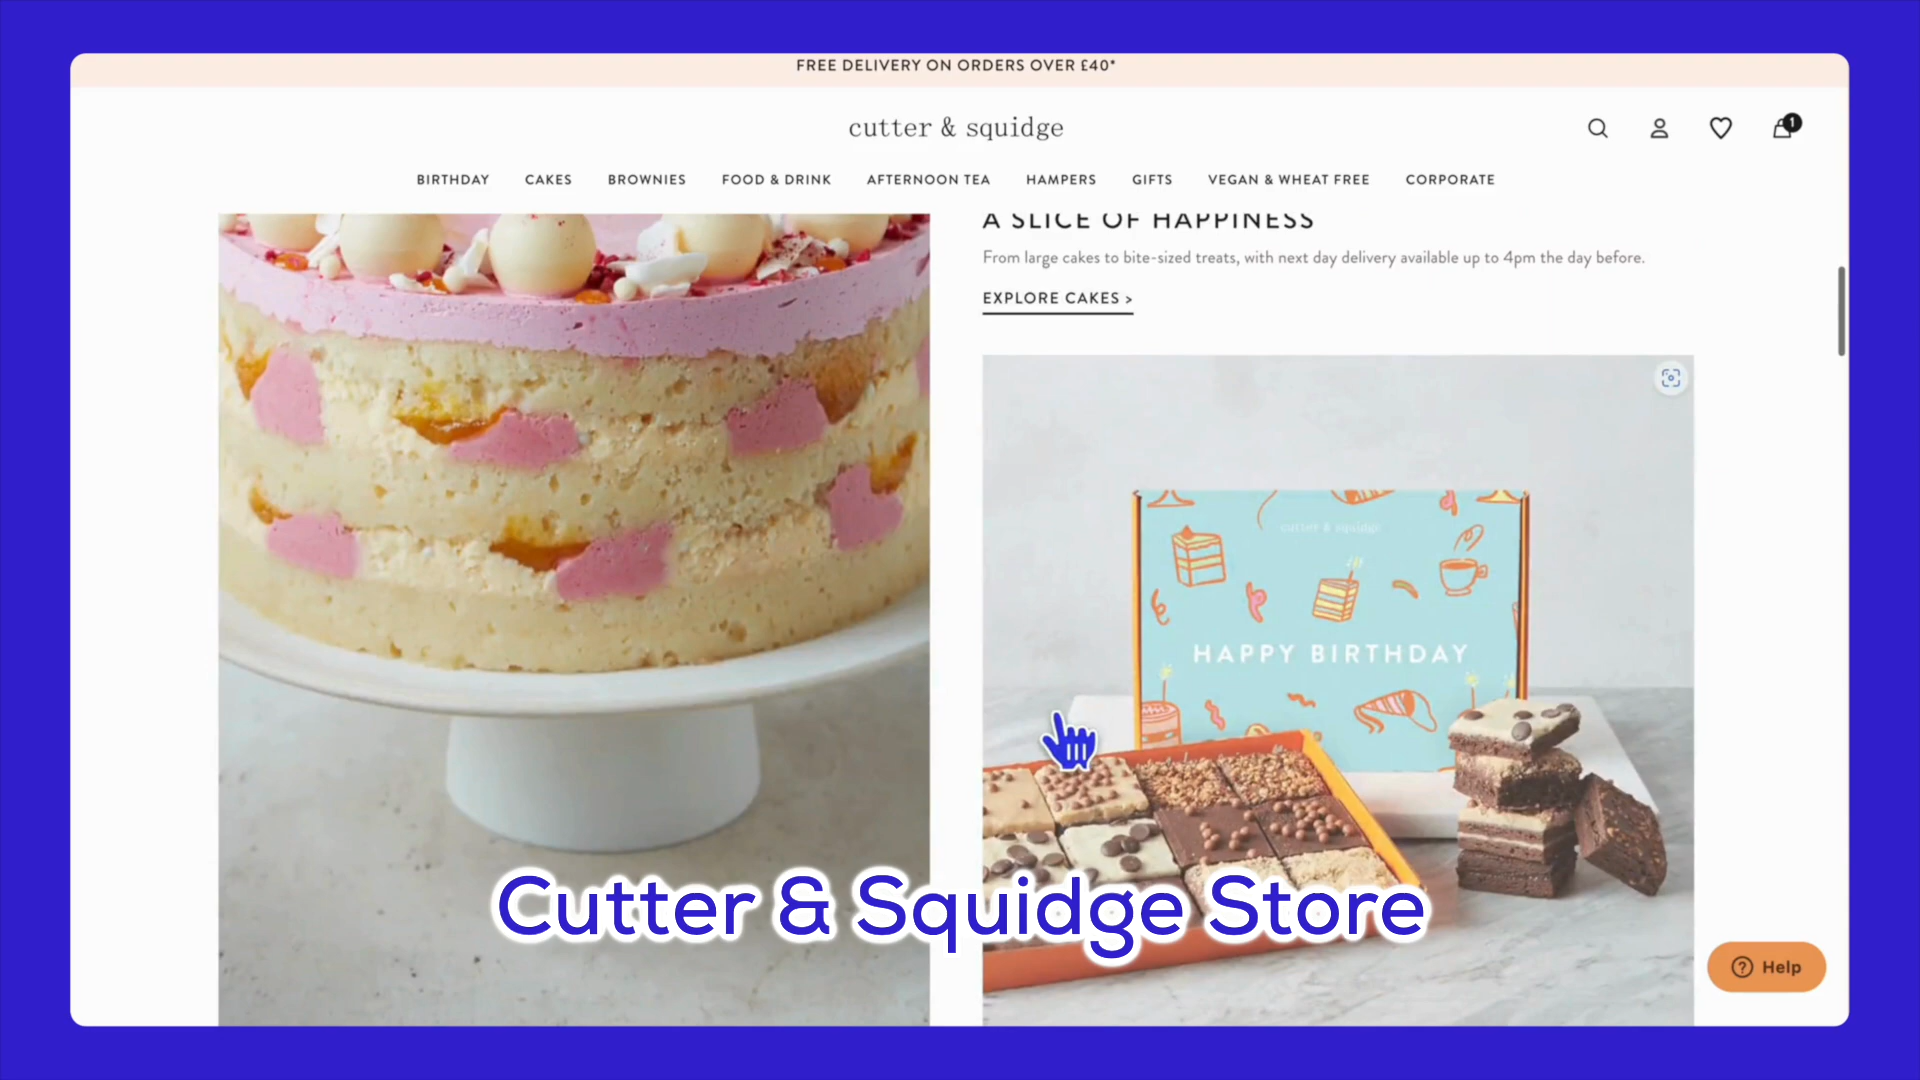 FREE DELIVERY ON ORDERS OVER £40*
cutter & squidge
1
BIRTHDAY CAKES BROWNIES FOOD & DRINK AFTERNOON TEA HAMPERS GIFTS VEGAN & WHEAT FREE CORPORATE
A SLICE OF HAPPINESS
From large cakes to bite-sized treats, with next day delivery available up to 4pm the day before.
EXPLORE CAKES >
cutter & squidge
HAPPY BIRTHDAY
Cutter & Squidge Store
? Help